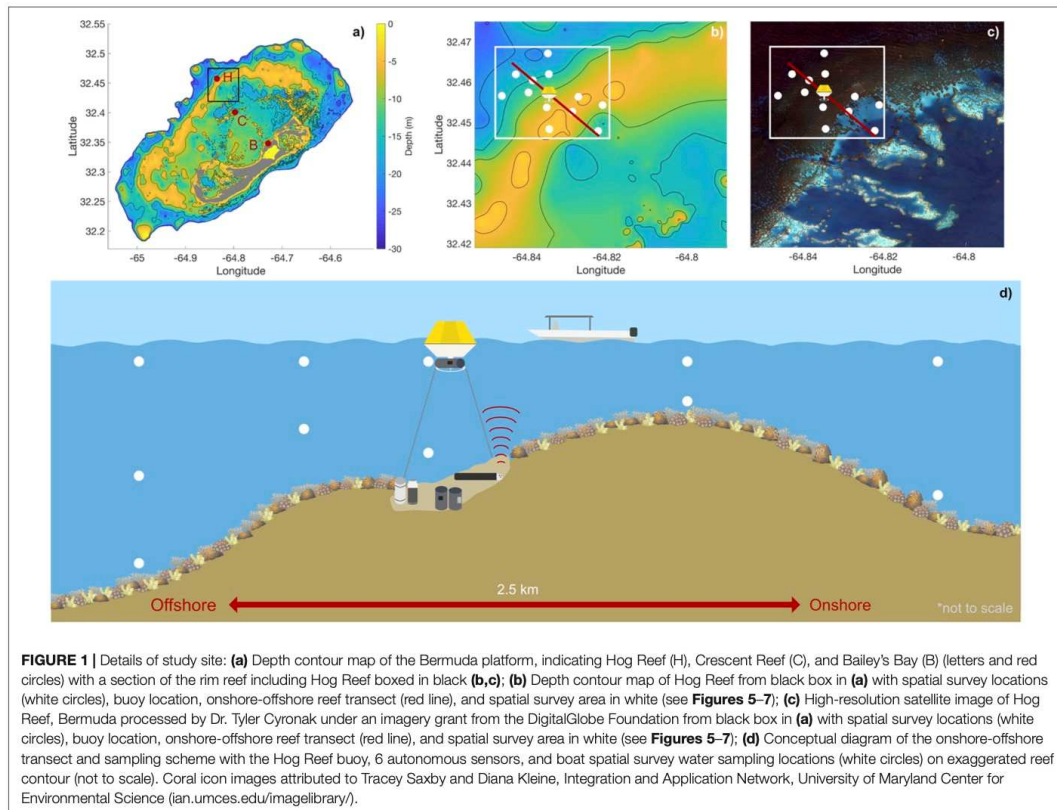 32.55
32.5
32.45
32.4
32.35
32.3
32.25
32.2
Latitude
-65
-64.9
-64.8
-64.7
-64.6
Longitude
a)
H
C
B
0
-5
-10
-15
-20
-25
-30
Depth (m)
32.47
32.46
32.45
32.44
32.43
32.42
Latitude
-64.84
-64.82
-64.8
Longitude
b)
c)
-64.84
-64.82
-64.8
Longitude
d)
2.5 km
Offshore
Onshore
*not to scale
FIGURE 1 | Details of study site: (a) Depth contour map of the Bermuda platform, indicating Hog Reef (H), Crescent Reef (C), and Bailey's Bay (B) (letters and red
circles) with a section of the rim reef including Hog Reef boxed in black (b,c); (b) Depth contour map of Hog Reef from black box in (a) with spatial survey locations
(white circles), buoy location, onshore-offshore reef transect (red line), and spatial survey area in white (see Figures 5–7); (c) High-resolution satellite image of Hog
Reef, Bermuda processed by Dr. Tyler Cyronak under an imagery grant from the DigitalGlobe Foundation from black box in (a) with spatial survey locations (white
circles), buoy location, onshore-offshore reef transect (red line), and spatial survey area in white (see Figures 5–7); (d) Conceptual diagram of the onshore-offshore
transect and sampling scheme with the Hog Reef buoy, 6 autonomous sensors, and boat spatial survey water sampling locations (white circles) on exaggerated reef
contour (not to scale). Coral icon images attributed to Tracey Saxby and Diana Kleine, Integration and Application Network, University of Maryland Center for
Environmental Science (ian.umces.edu/imagelibrary/).